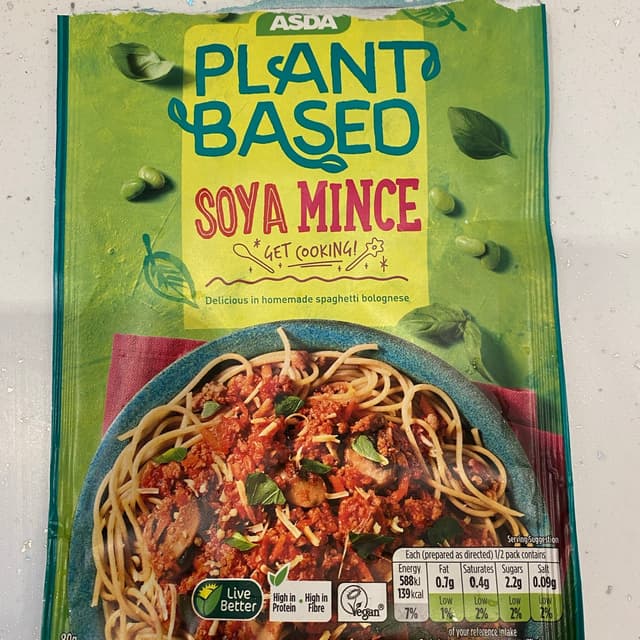 ASDA
PLANT
BASED
SOYA MINCE
GET COOKING!
Delicious in homemade spaghetti bolognese
Serving Suggestion
Each (prepared as directed) 1/2 pack contains
Energy Fat Saturates Sugars Salt
588kJ 0.7g 0.4g 2.2g 0.09g
139kcal Low Low Low Low
7% 1% 2% 2% 2%
of your reference intake
Live
Better
High in
Protein
High in
Fibre
Vegan